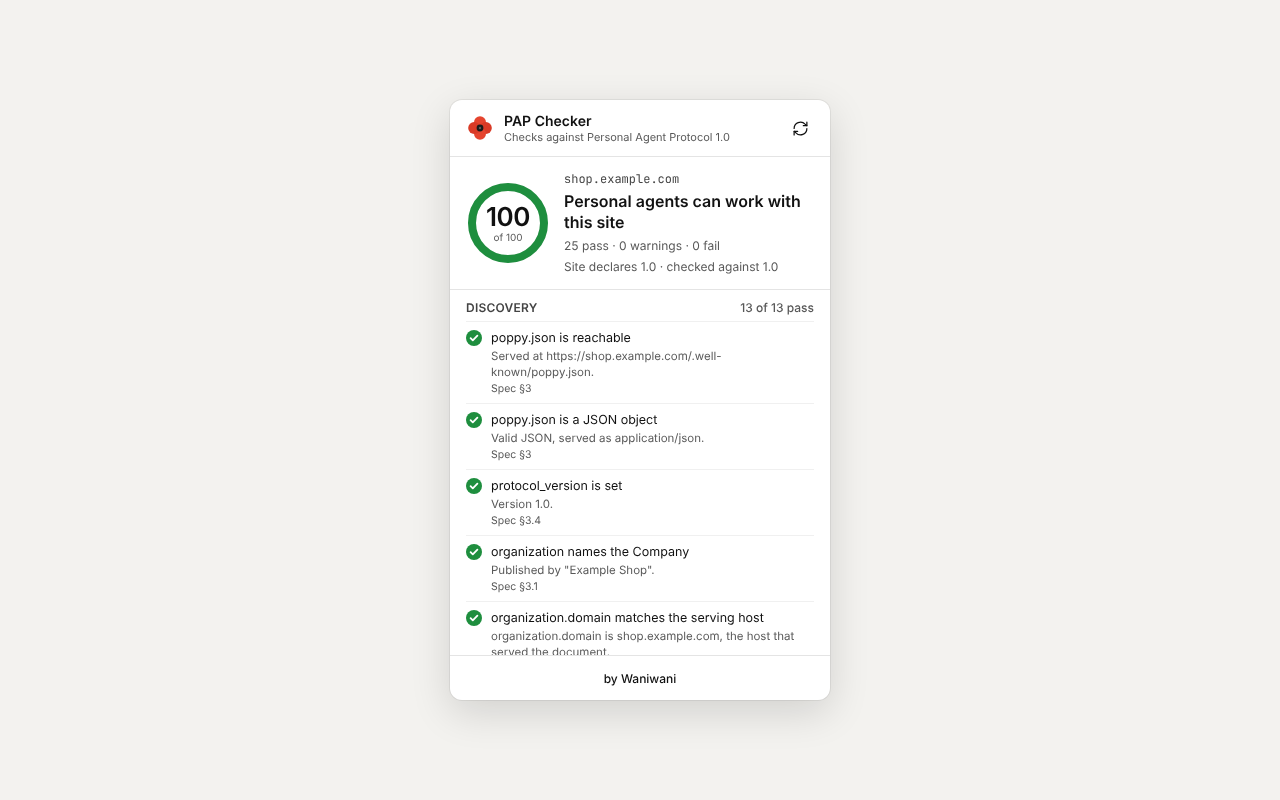 PAP Checker
Checks against Personal Agent Protocol 1.0
100
of 100
shop.example.com
Personal agents can work with
this site
25 pass · 0 warnings · 0 fail
Site declares 1.0 · checked against 1.0
DISCOVERY
13 of 13 pass
poppy.json is reachable
Served at https://shop.example.com/.well-
known/poppy.json.
Spec §3
poppy.json is a JSON object
Valid JSON, served as application/json.
Spec §3
protocol_version is set
Version 1.0.
Spec §3.4
organization names the Company
Published by "Example Shop".
Spec §3.1
organization.domain matches the serving host
organization.domain is shop.example.com, the host that
served the document.
by Waniwani